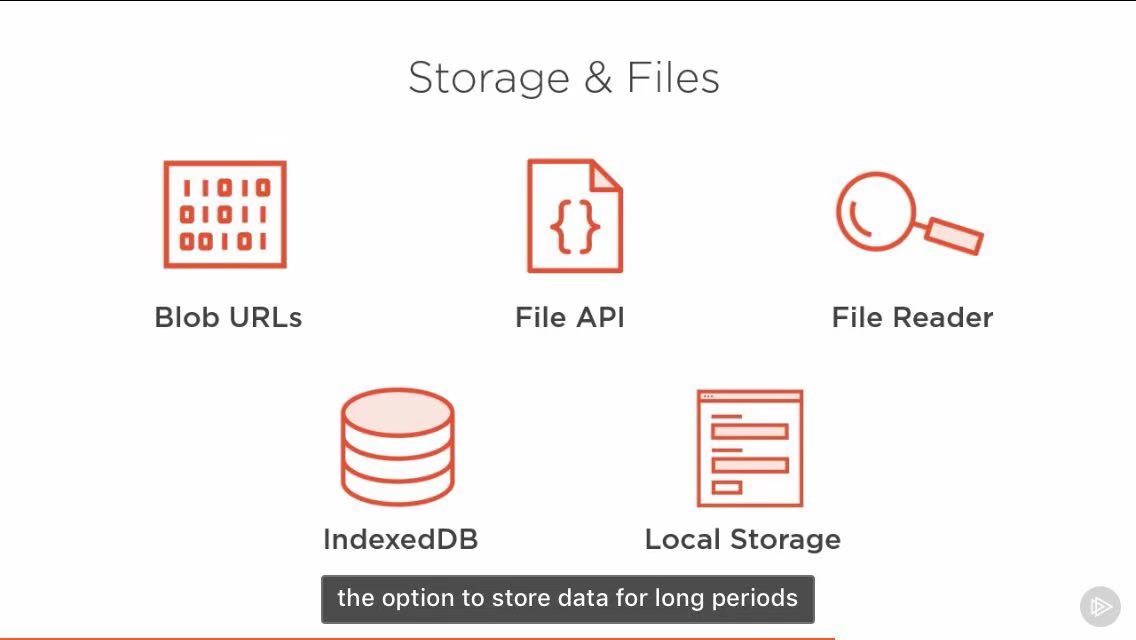 Storage & Files
11010
01011
00101
{}
Blob URLs
File API
File Reader
IndexedDB
Local Storage
the option to store data for long periods